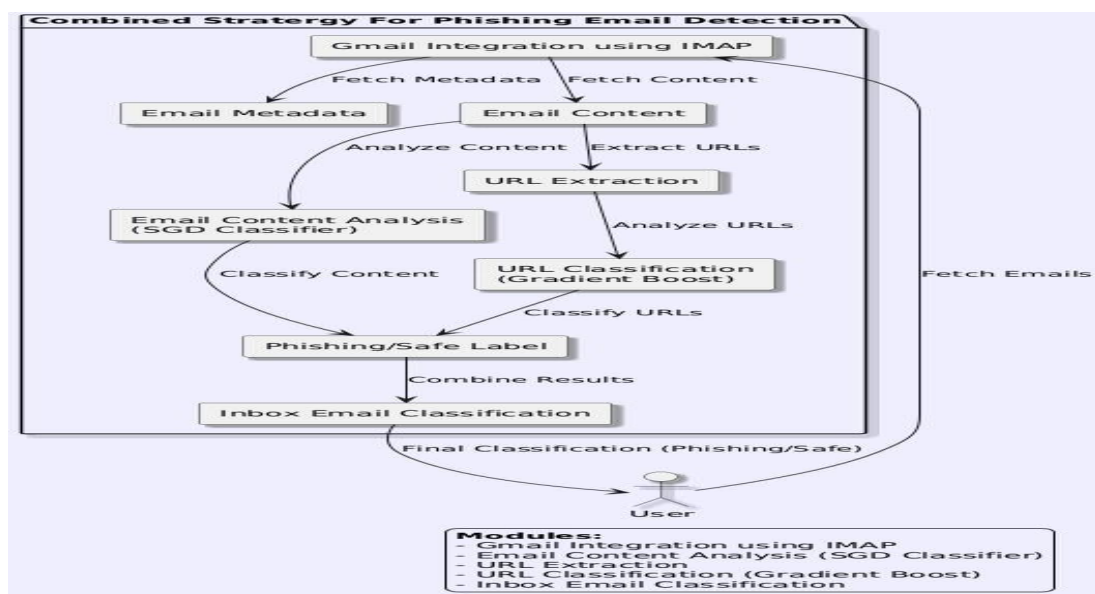 Combined Stratergy For Phishing Email Detection
Gmail Integration using IMAP
Fetch Metadata
Fetch Content
Email Metadata
Email Content
Analyze Content
Extract URLs
URL Extraction
Email Content Analysis
(SGD Classifier)
Analyze URLs
URL Classification
(Gradient Boost)
Classify Content
Fetch Emails
Classify URLs
Phishing/Safe Label
Combine Results
Inbox Email Classification
Final Classification (Phishing/Safe)
User
Modules:
- Gmail Integration using IMAP
- Email Content Analysis (SGD Classifier)
- URL Extraction
- URL Classification (Gradient Boost)
- Inbox Email Classification